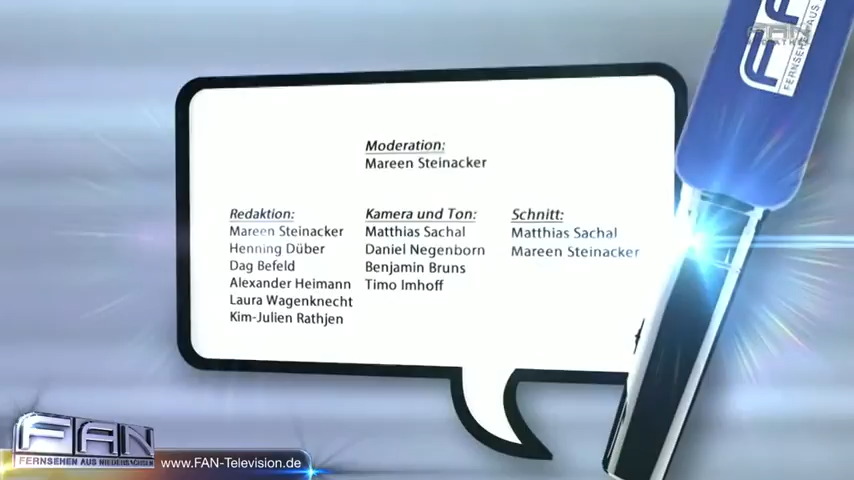 Moderation:
Mareen Steinacker
Redaktion:
Mareen Steinacker
Henning Düber
Dag Befeld
Alexander Heimann
Laura Wagenknecht
Kim-Julien Rathjen
Kamera und Ton:
Matthias Sachal
Daniel Negenborn
Benjamin Bruns
Timo Imhoff
Schnitt:
Matthias Sachal
Mareen Steinacker
FAN
FERNSEHEN AUS
FAN
MEDIATHEK
FAN
FERNSEHEN AUS NIEDERSACHSEN
www.FAN-Television.de